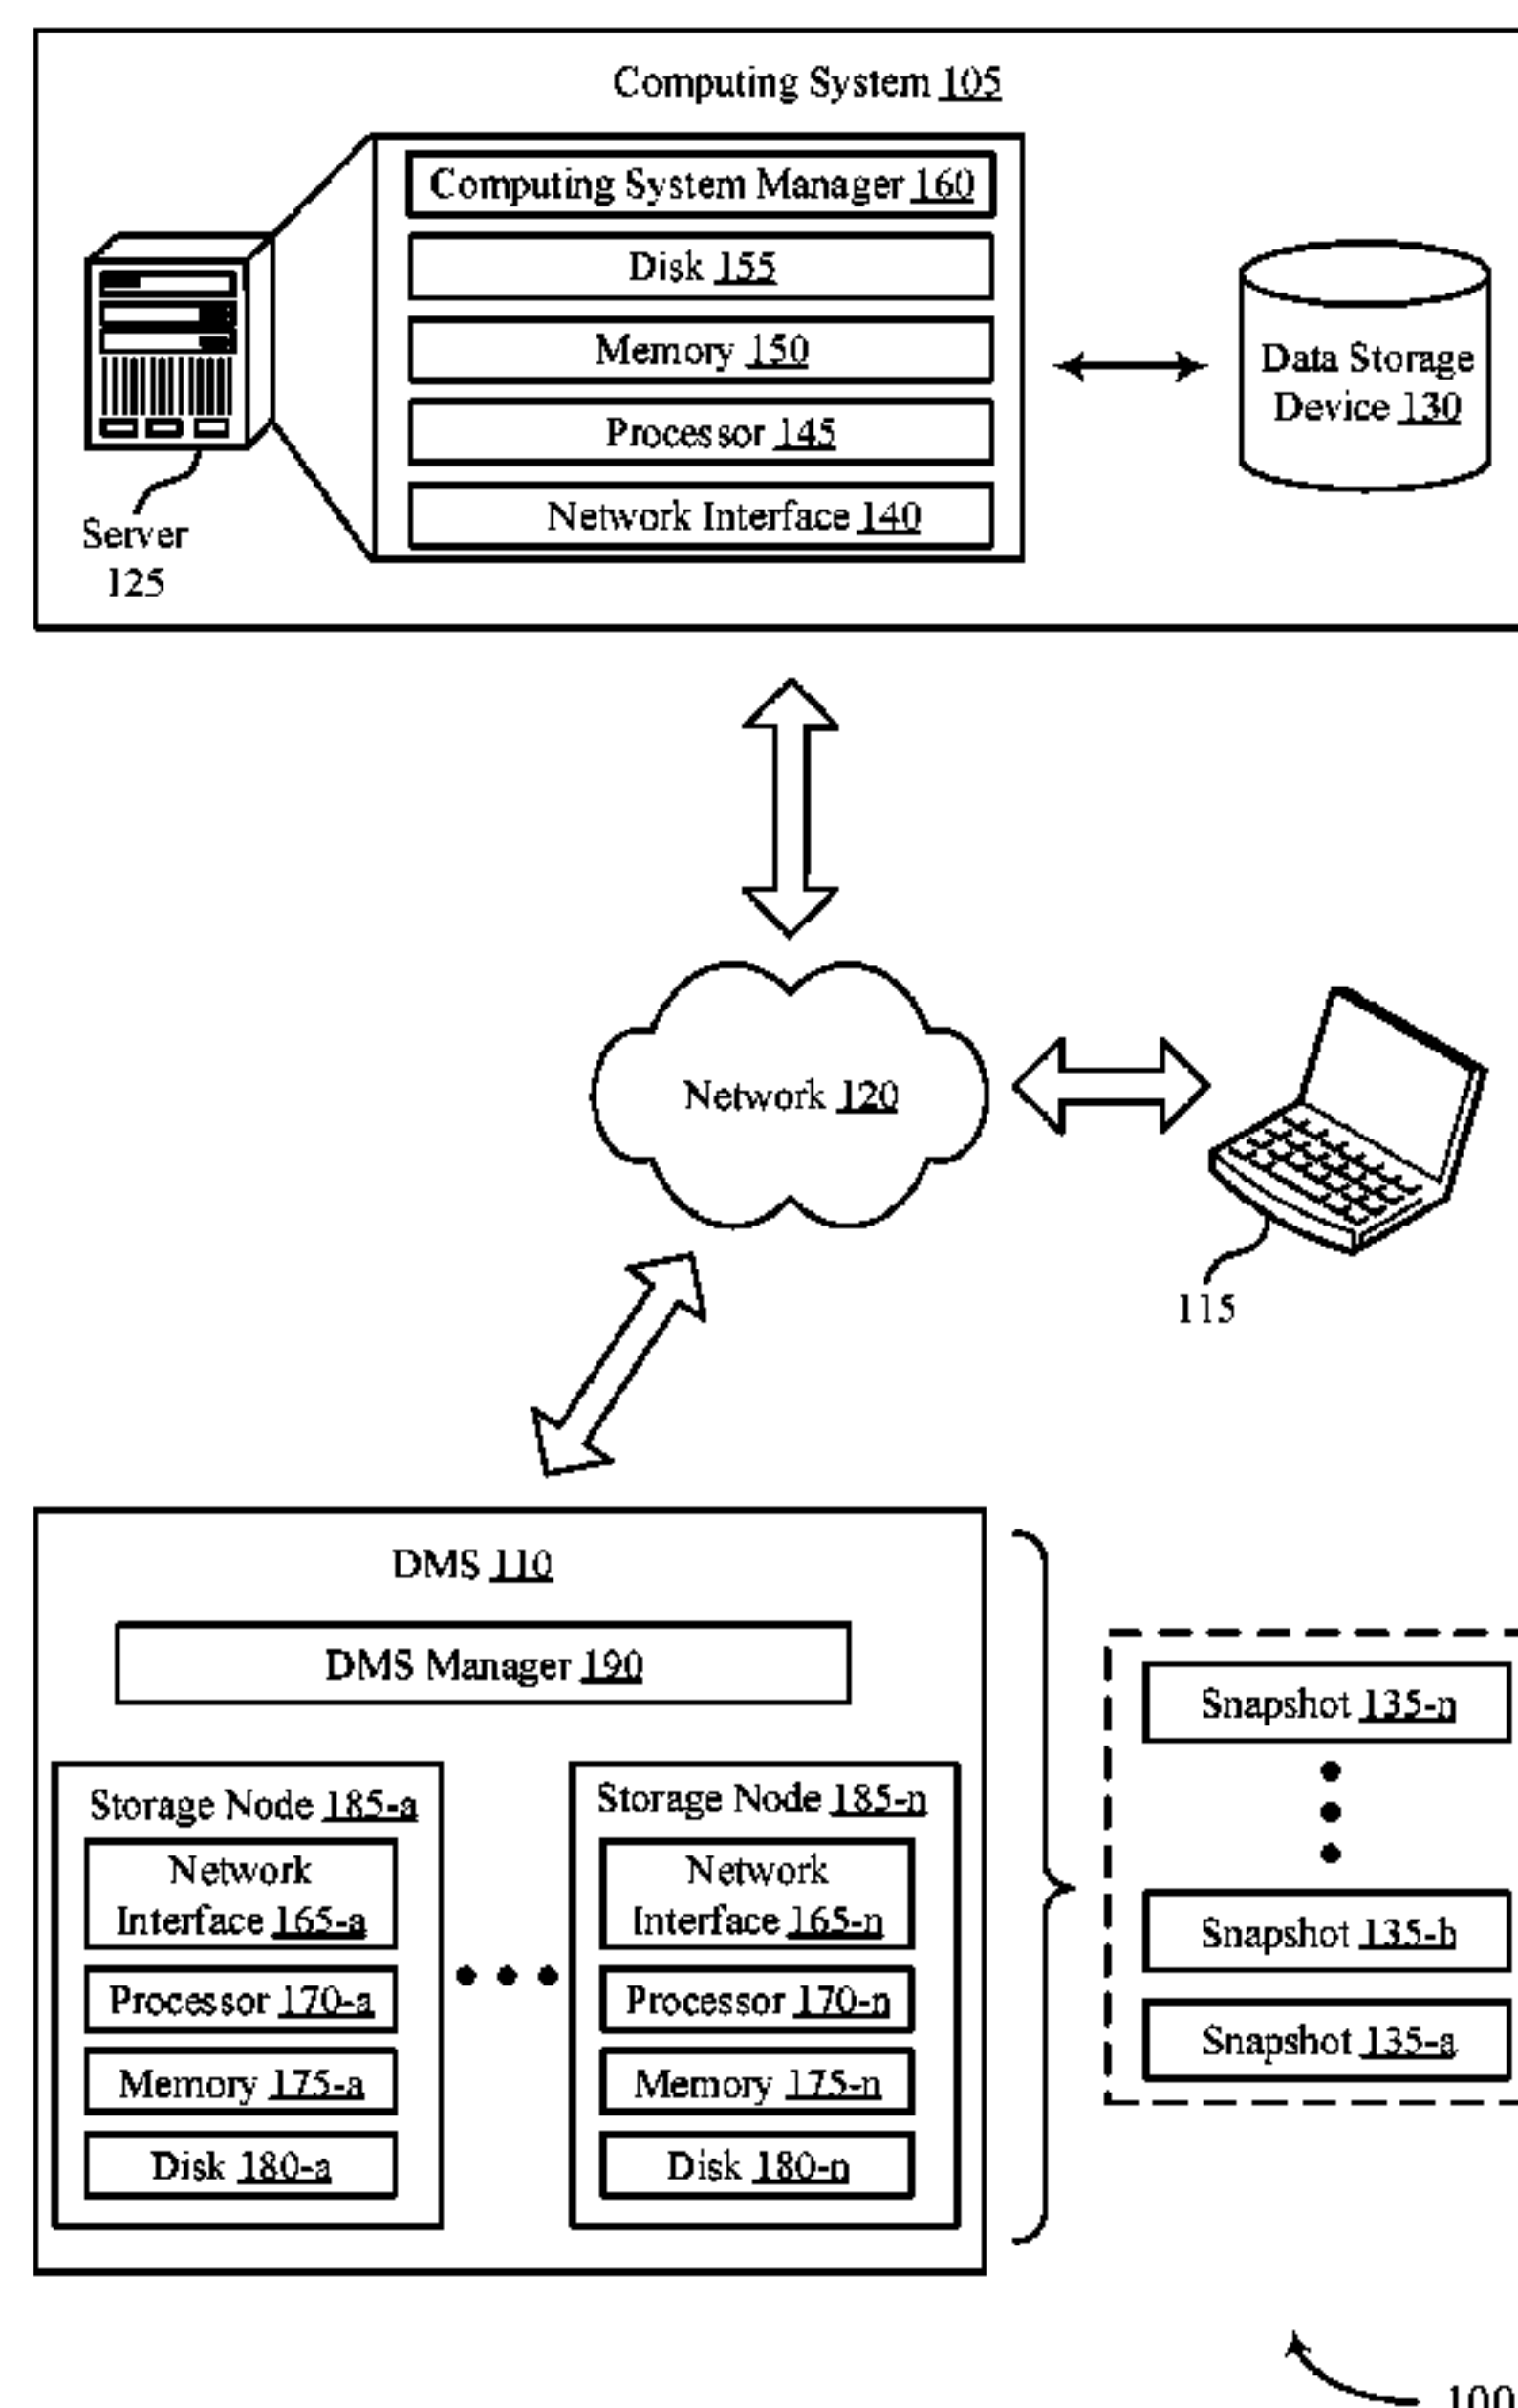 Computing System 105
Computing System Manager 160
Disk 155
Memory 150
Processor 145
Network Interface 140
Server
125
Data Storage
Device 130
Network 120
115
DMS 110
DMS Manager 190
Storage Node 185-a
Network
Interface 165-a
Processor 170-a
Memory 175-a
Disk 180-a
Storage Node 185-n
Network
Interface 165-n
Processor 170-n
Memory 175-n
Disk 180-n
Snapshot 135-n
Snapshot 135-b
Snapshot 135-a
100